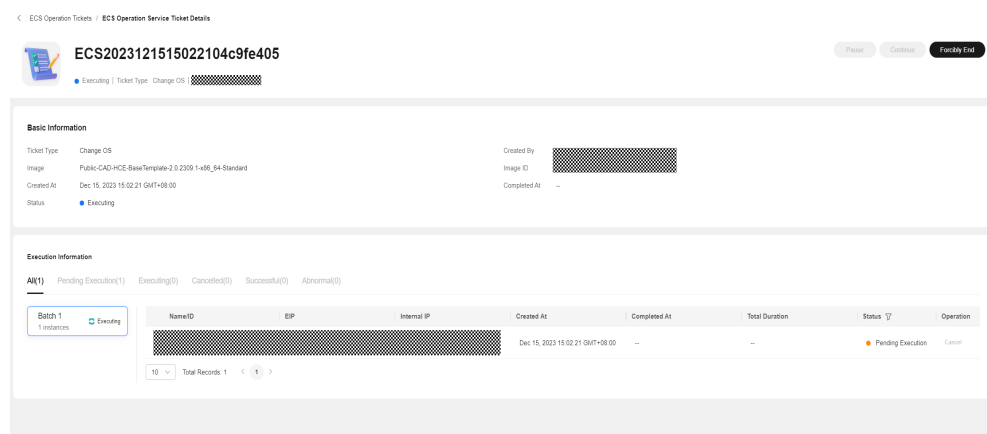 ECS Operation Tickets / ECS Operation Service Ticket Details
ECS2023121515022104c9fe405
Pause Continue Forcibly End
Executing | Ticket Type Change OS |
Basic Information
Ticket Type Change OS Created By
Image Public-CAD-HCE-BaseTemplate-2.0.2309.1-x86_64-Standard Image ID
Created At Dec 15, 2023 15:02:21 GMT+08:00 Completed At --
Status Executing
Execution Information
All(1) Pending Execution(1) Executing(0) Cancelled(0) Successful(0) Abnormal(0)
Batch 1
1 instances
Executing
Name/ID EIP Internal IP Created At Completed At Total Duration Status Operation
Dec 15, 2023 15:02:21 GMT+08:00 -- -- Pending Execution Cancel
10 Total Records: 1 < 1 >